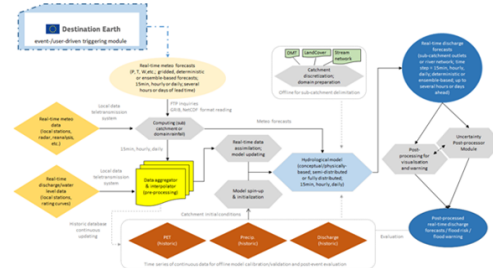 Destination Earth
event-/user-driven triggering module
Real-time meteo forecasts
(P, T, W, etc.) gridded, deterministic
or ensemble-based forecasts,
15min, hourly, daily, several
hours or days of lead time)
DMT
LandCover
Stream
network
Catchment
discretization;
domain preparation
Offline for sub-catchment delineation
Real-time discharge forecasts
(sub-catchment outlets
or river network, time
step = 15min, hourly,
daily, deterministic or
ensemble-based, up to
several hours or days
ahead)
FTP inquiries
GRIB, NetCDF format reading
Real-time meteo
data
(local stations,
radar, reanalysis,
etc.)
Local data
teletransmission
system
Computing (sub)
catchment or
domain rainfall
Meteo forecasts
15min, hourly, daily
Real-time data
assimilation;
model updating
Hydrological model
(conceptual/physically-
based, semi-distributed
or fully distributed,
15min, hourly, daily)
Post-
processing for
visualization
and warning
Uncertainty
Post-Processor
Module
Real-time
discharge/water
level data
(local stations,
rating curves)
Local data
teletransmission
system
Data aggregator
& interpolator
(pre-processing)
Model spin-up
& initialisation
Historic database
continuous
updating
Catchment initial conditions
PET
(historic)
Precip.
(historic)
Discharge
(historic)
Evaluation
Post-processed
real-time discharge
forecasts / flood risk /
flood warning
Time series of continuous data for offline model calibration/validation and post-event evaluation